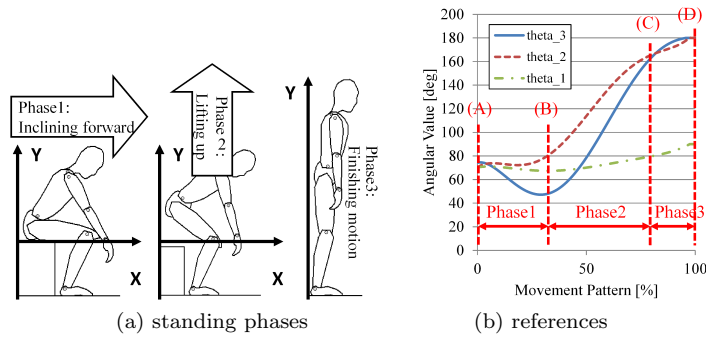 Phase1:
Inclining forward
Phase 2:
Lifting up
Phase3:
Finishing motion
Y
X
Y
X
Y
(a) standing phases
Angular Value [deg]
200
180
160
140
120
100
80
60
40
20
0
theta_3
theta_2
theta_1
(A)
(B)
(C)
(D)
Phase1
Phase2
Phase3
0
50
100
Movement Pattern [%]
(b) references